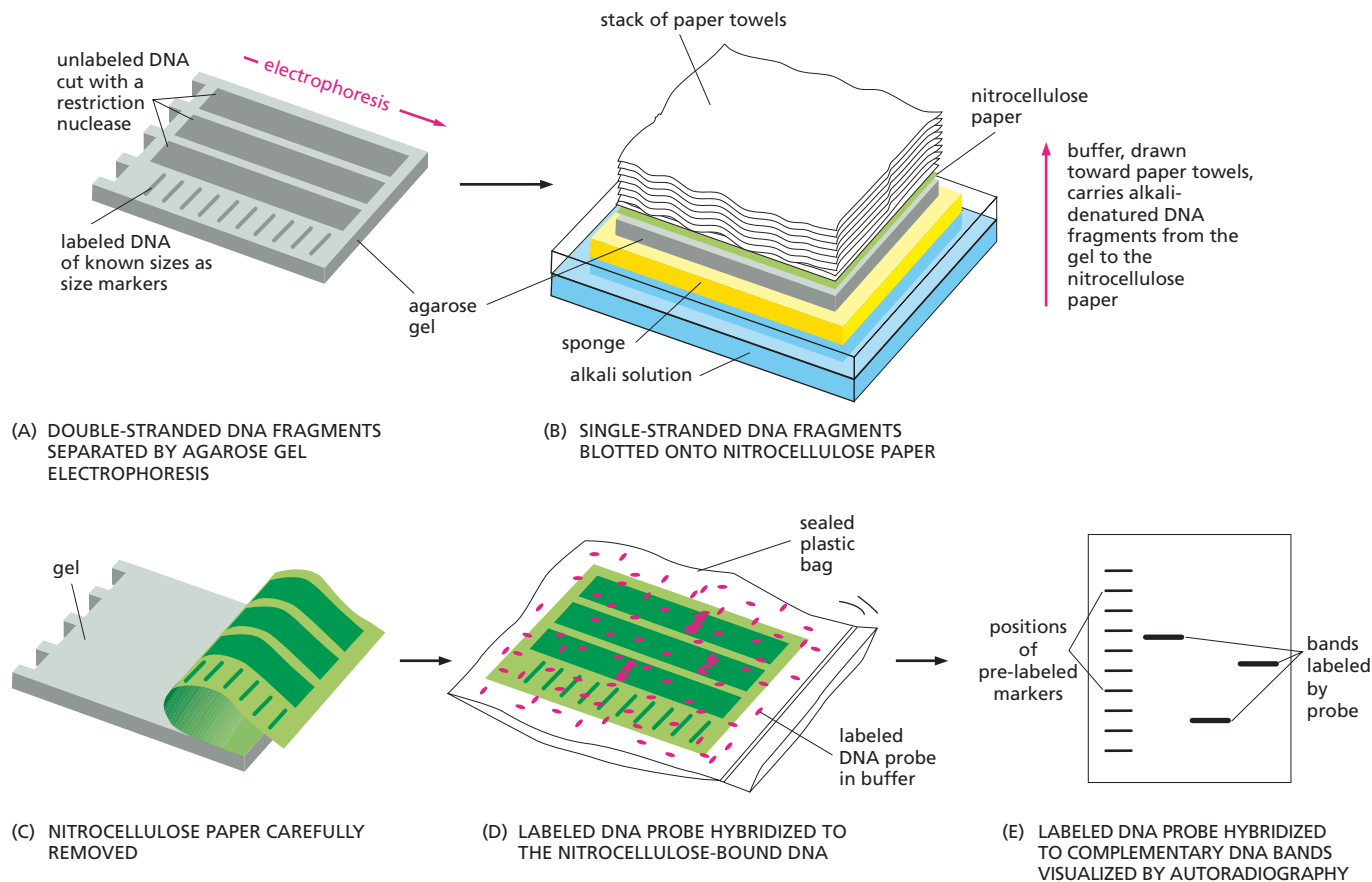 stack of paper towels
unlabeled DNA
cut with a
restriction
nuclease
electrophoresis
nitrocellulose
paper
buffer, drawn
toward paper towels,
carries alkali-
denatured DNA
fragments from the
gel to the
nitrocellulose
paper
labeled DNA
of known sizes as
size markers
agarose
gel
sponge
alkali solution
(A) DOUBLE-STRANDED DNA FRAGMENTS
SEPARATED BY AGAROSE GEL
ELECTROPHORESIS
(B) SINGLE-STRANDED DNA FRAGMENTS
BLOTTED ONTO NITROCELLULOSE PAPER
gel
sealed
plastic
bag
labeled
DNA probe
in buffer
positions
of
pre-labeled
markers
bands
labeled
by
probe
(C) NITROCELLULOSE PAPER CAREFULLY
REMOVED
(D) LABELED DNA PROBE HYBRIDIZED TO
THE NITROCELLULOSE-BOUND DNA
(E) LABELED DNA PROBE HYBRIDIZED
TO COMPLEMENTARY DNA BANDS
VISUALIZED BY AUTORADIOGRAPHY